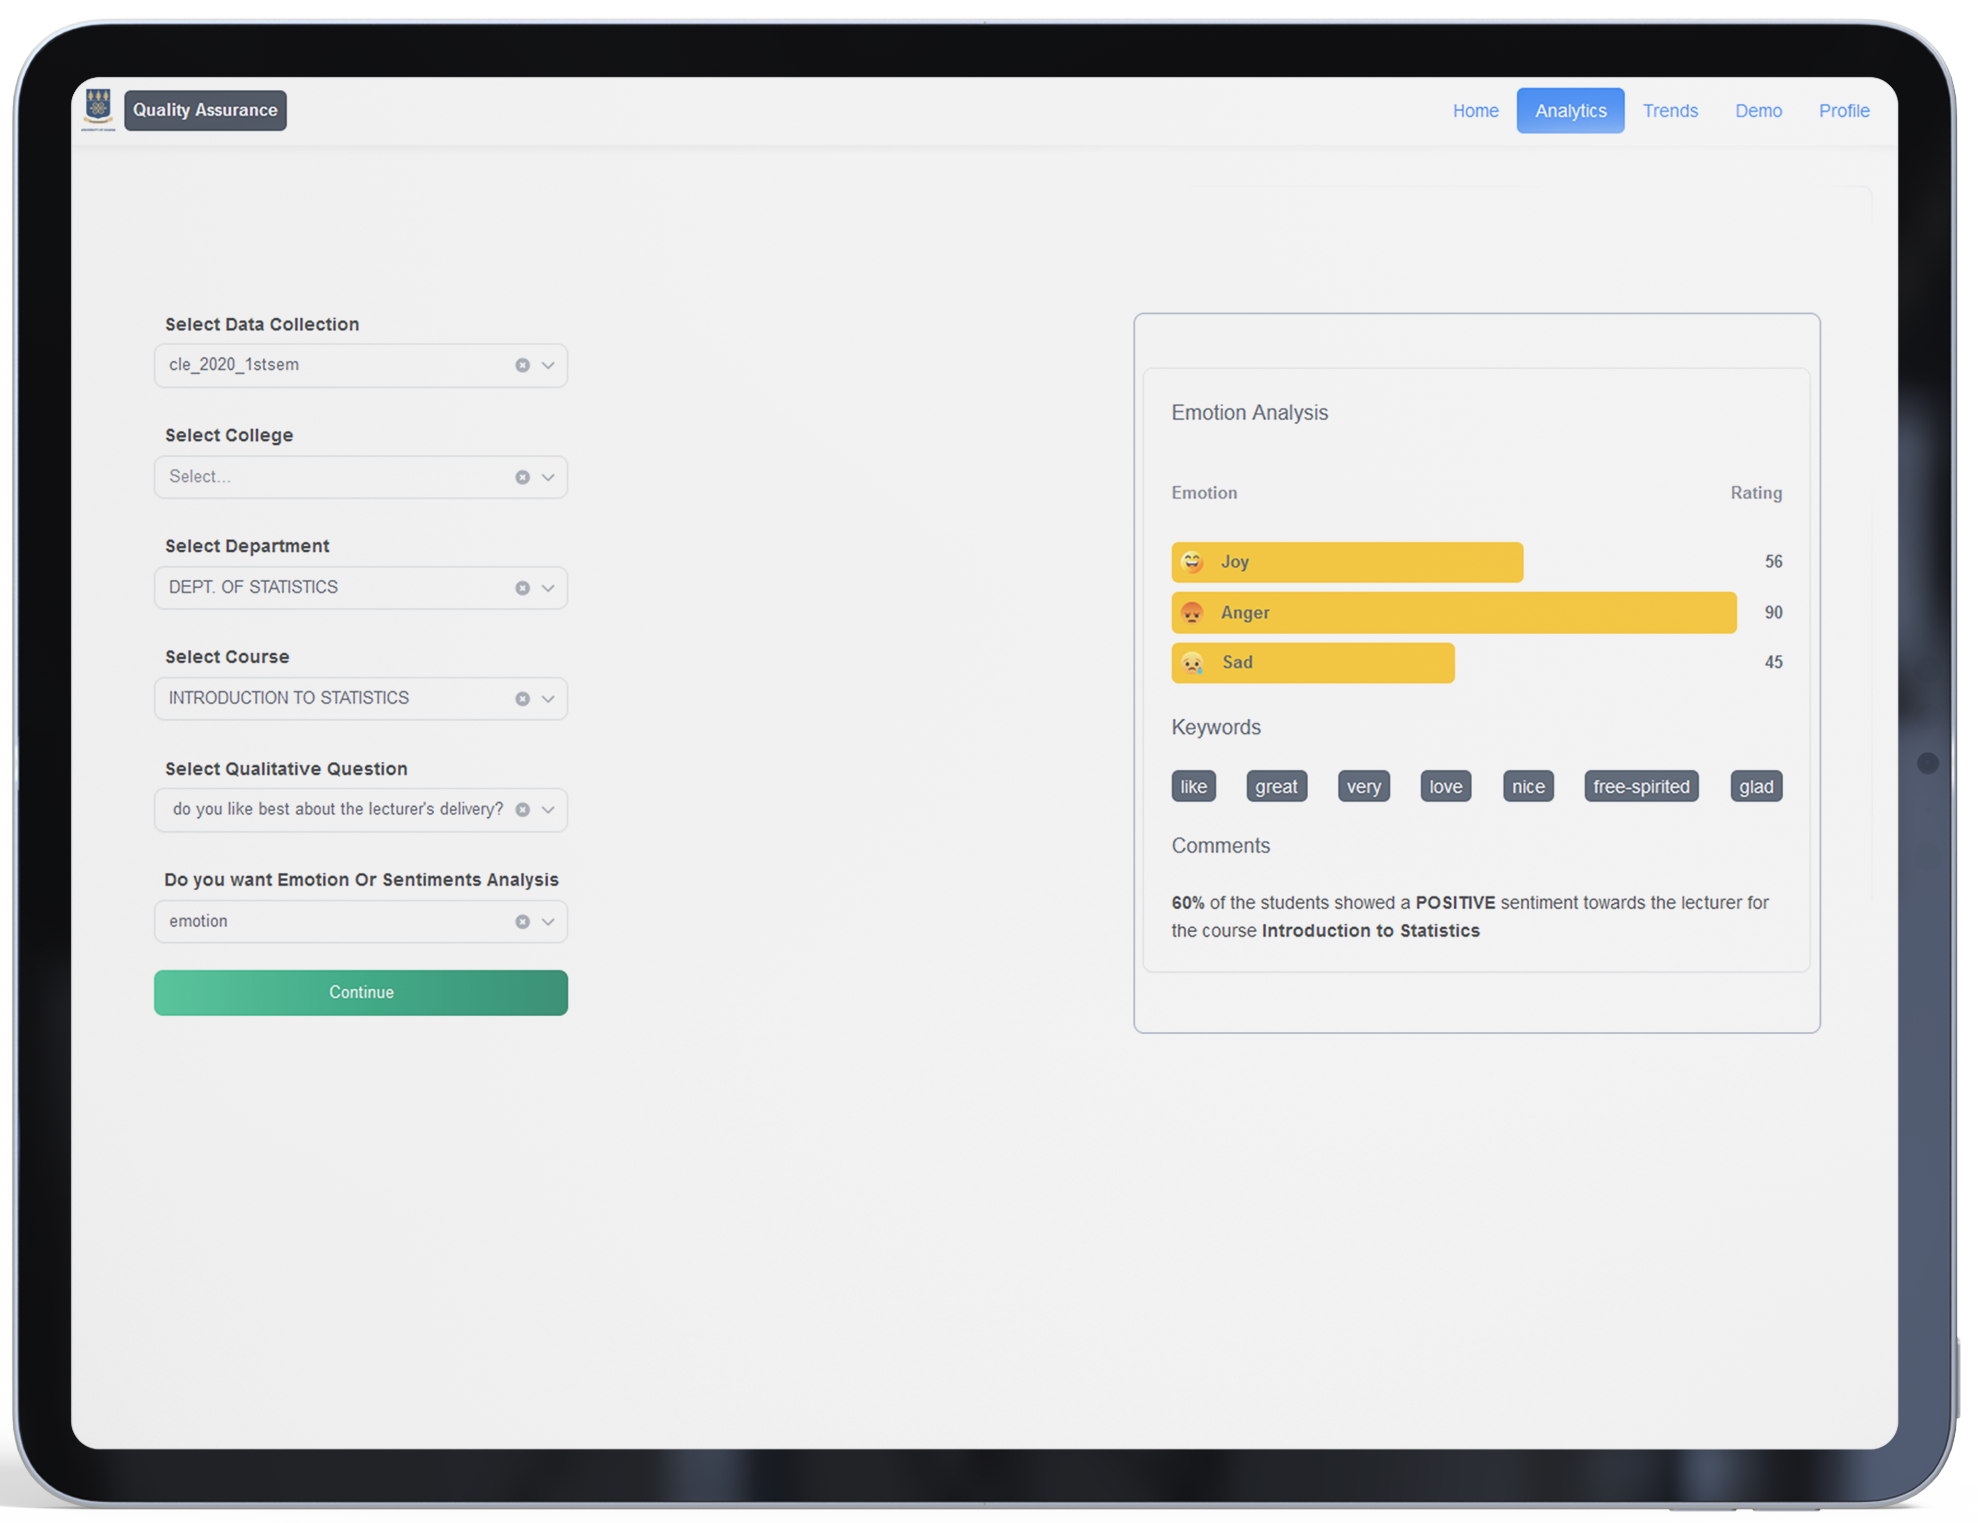 Quality Assurance
Home
Analytics
Trends
Demo
Profile
Select Data Collection
cle_2020_1stsem
Select College
Select...
Select Department
DEPT. OF STATISTICS
Select Course
INTRODUCTION TO STATISTICS
Select Qualitative Question
do you like best about the lecturer's delivery?
Do you want Emotion Or Sentiments Analysis
emotion
Continue
Emotion Analysis
Emotion Rating
Joy 56
Anger 90
Sad 45
Keywords
like great very love nice free-spirited glad
Comments
60% of the students showed a POSITIVE sentiment towards the lecturer for
the course Introduction to Statistics